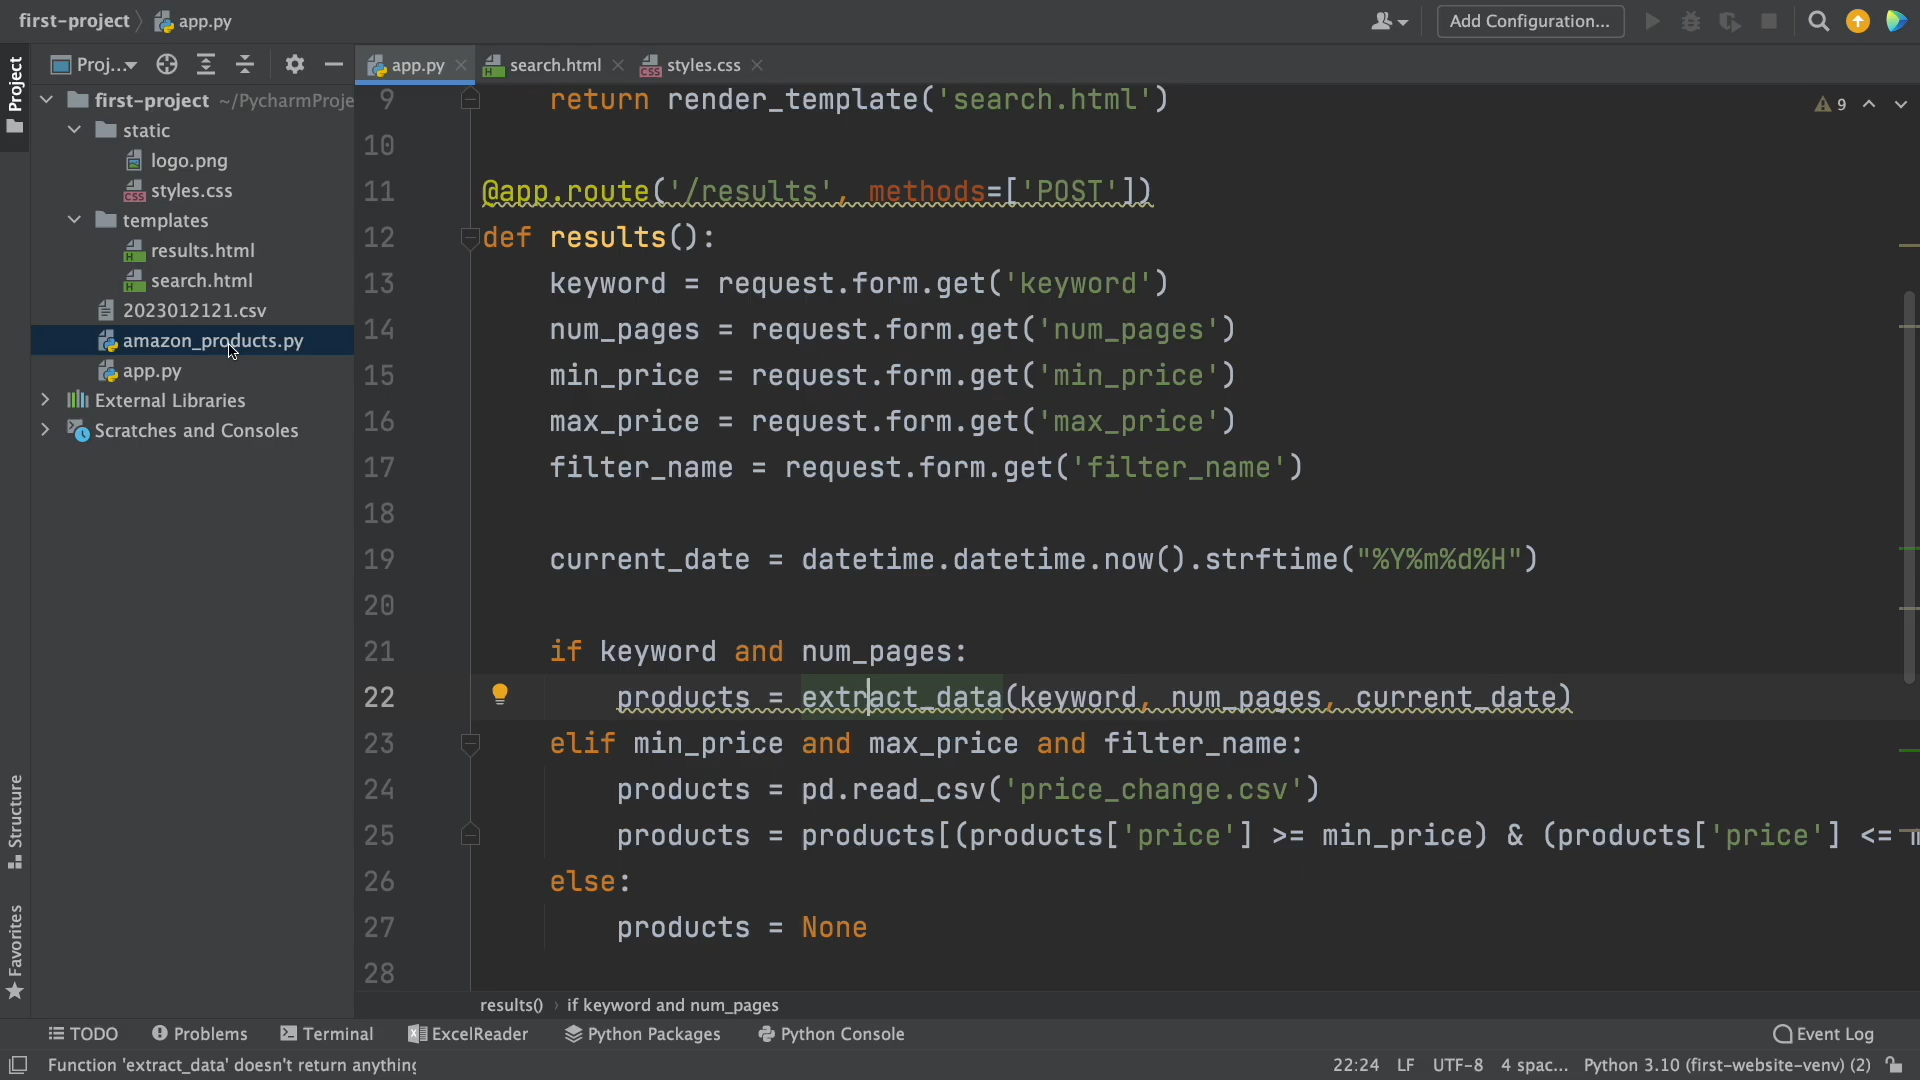 first-project
app.py
Add Configuration...
Project
Proj...
first-project ~/PycharmProje
static
logo.png
styles.css
templates
results.html
search.html
2023012121.csv
amazon_products.py
app.py
External Libraries
Scratches and Consoles
Structure
Favorites
app.py
search.html
styles.css
9
9 return render_template('search.html')
10
11 @app.route('/results', methods=['POST'])
12 def results():
13 keyword = request.form.get('keyword')
14 num_pages = request.form.get('num_pages')
15 min_price = request.form.get('min_price')
16 max_price = request.form.get('max_price')
17 filter_name = request.form.get('filter_name')
18
19 current_date = datetime.datetime.now().strftime("%Y%m%d%H")
20
21 if keyword and num_pages:
22 products = extract_data(keyword, num_pages, current_date)
23 elif min_price and max_price and filter_name:
24 products = pd.read_csv('price_change.csv')
25 products = products[(products['price'] >= min_price) & (products['price'] <=
26 else:
27 products = None
28
results() › if keyword and num_pages
TODO
Problems
Terminal
ExcelReader
Python Packages
Python Console
Event Log
Function 'extract_data' doesn't return anything
22:24
LF
UTF-8
4 spac...
Python 3.10 (first-website-venv) (2)